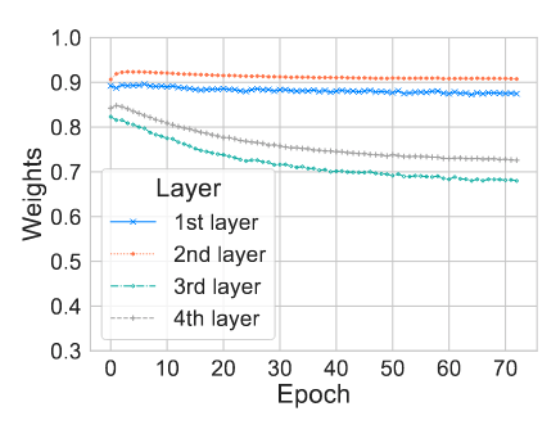 1.0
0.9
0.8
0.7
0.6
0.5
0.4
0.3
Weights
Layer
1st layer
2nd layer
3rd layer
4th layer
0 10 20 30 40 50 60 70
Epoch